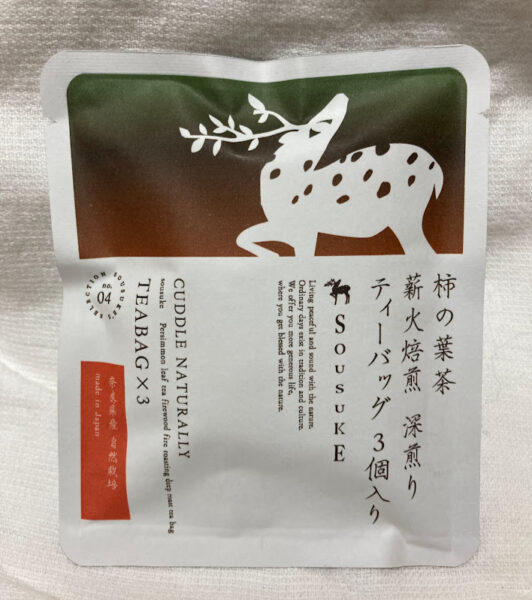 柿の葉茶
薪火焙煎 深煎り
ティーバッグ 3個入り
SOUSUKE
Living peaceful and sound with the nature.
Ordinary days exist in tradition and culture.
We offer you more generous life,
where you get blessed with the nature.
CUDDLE NATURALLY
sousuke Persimmon leaf tea firewood fire roasting deep roast tea bag
TEABAG×3
SOUSUKE'S SELECTION
no.
04
奈良県産 自然栽培
made in Japan